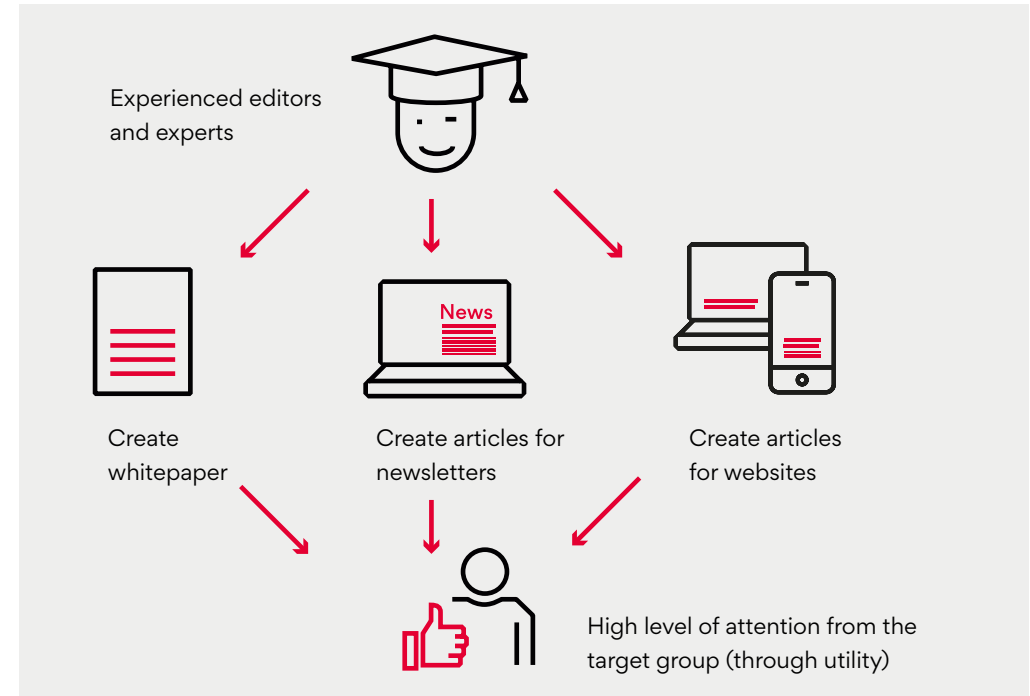 Experienced editors
and experts
News
Create
whitepaper
Create articles for
newsletters
Create articles
for websites
High level of attention from the
target group (through utility)